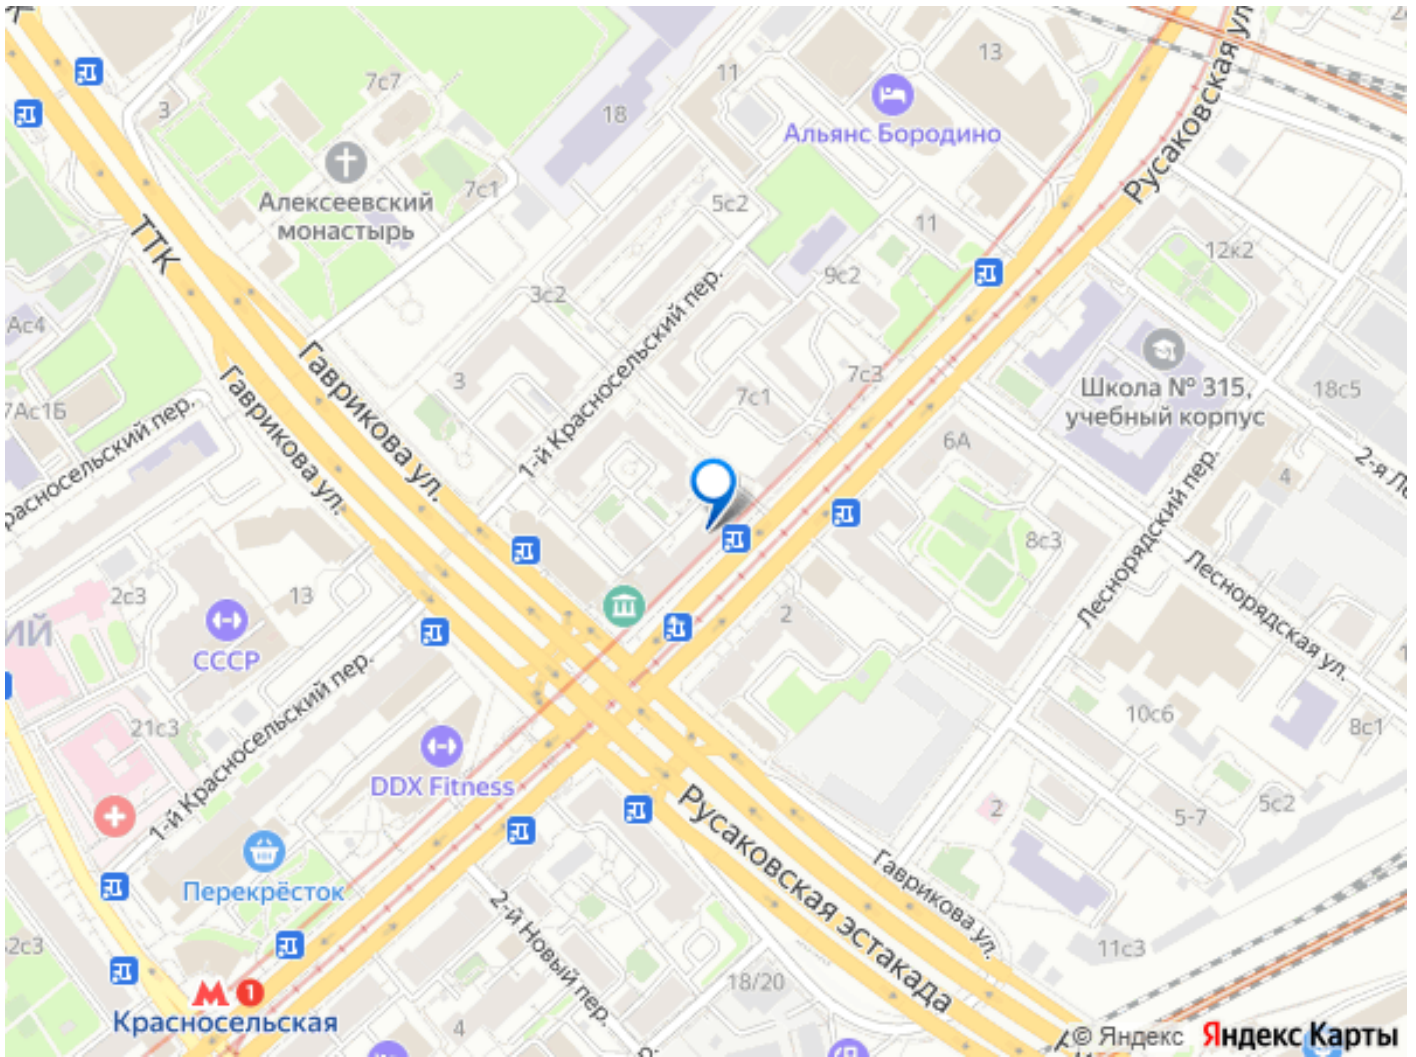 13
11
7с7
3
18
Альянс Бородино
Русаковская ул.
Алексеевский
монастырь
7с1
5с2
11
ТТК
12к2
9с2
3с2
Ас4
1-й Красносельский пер.
Гаврикова ул.
Гаврикова ул.
3
7с3
7с1
Школа № 315,
учебный корпус
18с5
7Ас1Б
красносельский пер.
6А
4
2-я Ле
8с3
Леснорядский пер.
Леснорядская ул.
2с3
13
ИЙ
СССР
2
21с3
1-й Красносельский пер.
10с6
8с1
DDX Fitness
5с2
5-7
2
Перекрёсток
Русаковская эстакада
Гаврикова ул.
2-й Новый пер.
2с3
11с3
18/20
М 1
Красносельская
4
© Яндекс Яндекс Карты